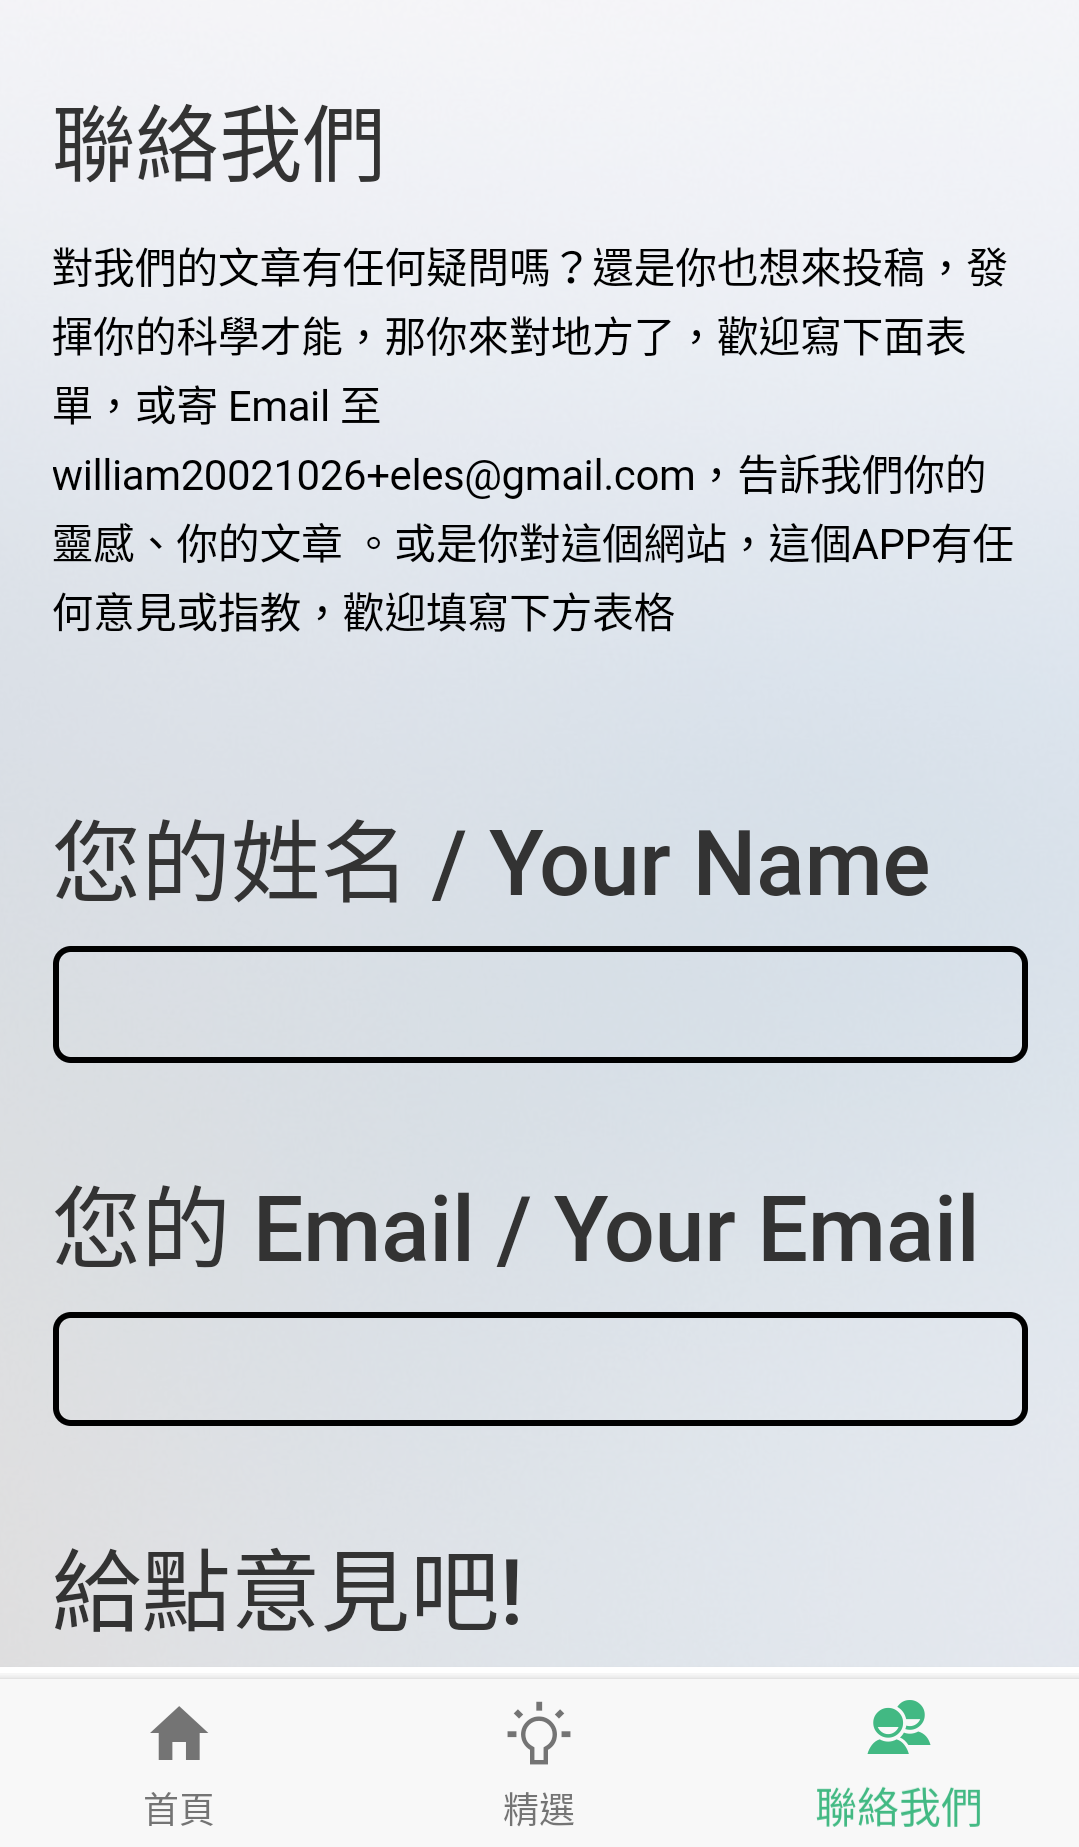 聯絡我們
對我們的文章有任何疑問嗎？還是你也想來投稿，發
揮你的科學才能，那你來對地方了，歡迎寫下面表
單，或寄 Email 至
william20021026+eles@gmail.com，告訴我們你的
靈感、你的文章 。或是你對這個網站，這個APP有任
何意見或指教，歡迎填寫下方表格
您的姓名 / Your Name
您的 Email / Your Email
給點意見吧!
首頁
精選
聯絡我們